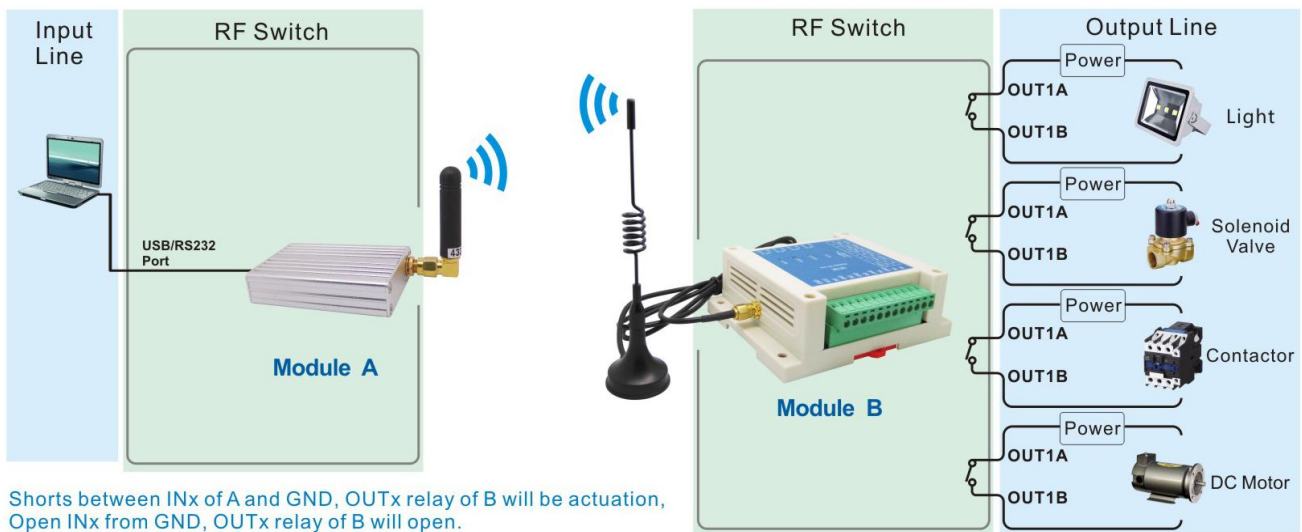 Input
Line
RF Switch
USB/RS232
Port
Module A
RF Switch
Module B
Output Line
Power
OUT1A
OUT1B
Light
Power
OUT1A
OUT1B
Solenoid
Valve
Power
OUT1A
OUT1B
Contactor
Power
OUT1A
OUT1B
DC Motor
Shorts between INx of A and GND, OUTx relay of B will be actuation,
Open INx from GND, OUTx relay of B will open.